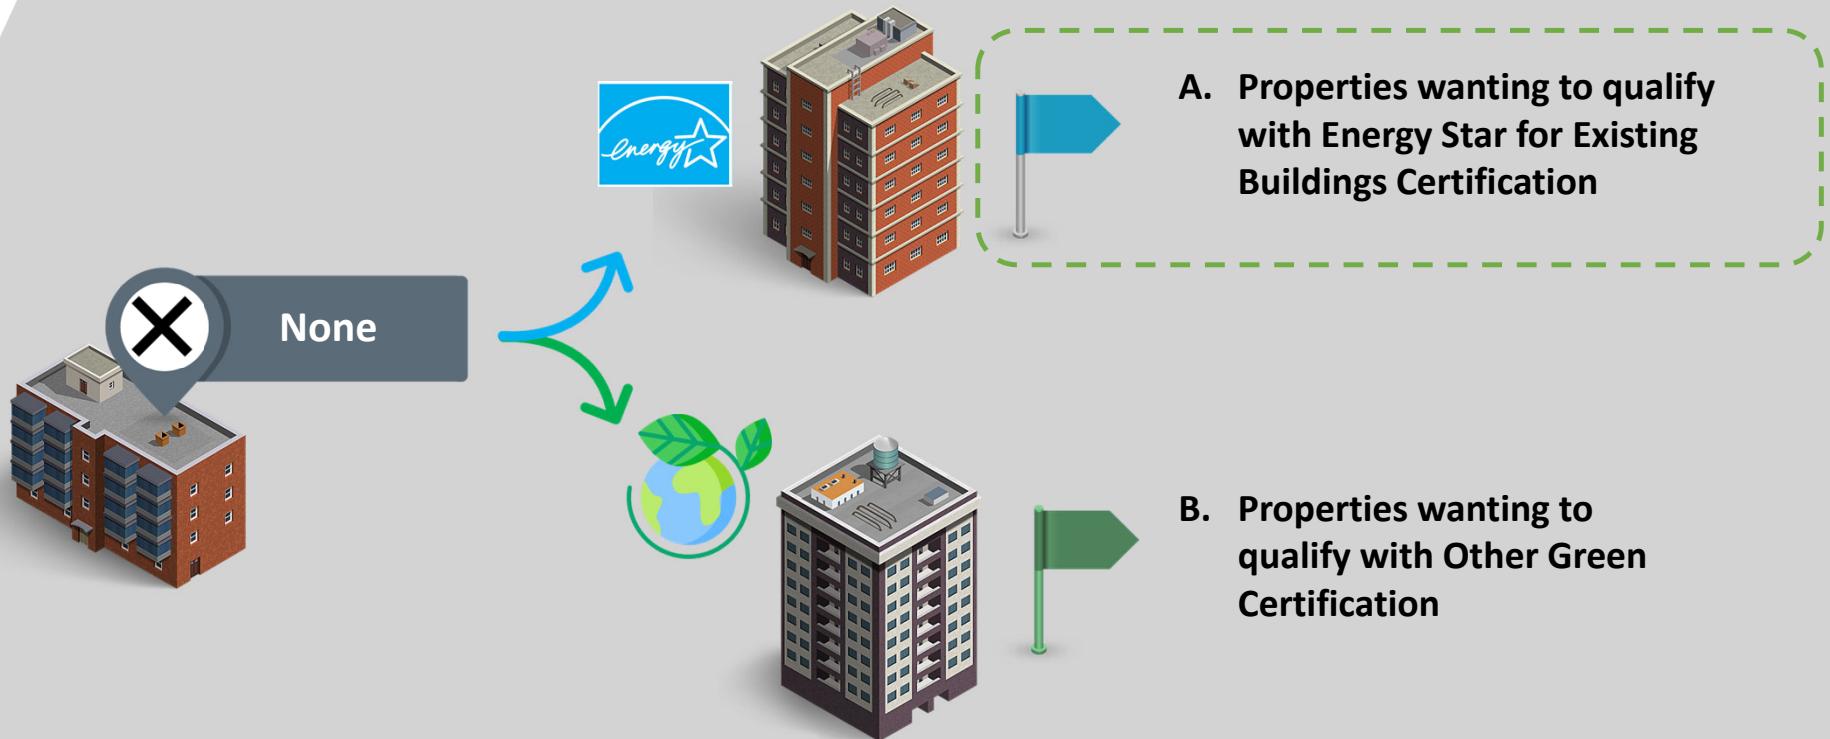 energy
A. Properties wanting to qualify
with Energy Star for Existing
Buildings Certification
None
B. Properties wanting to
qualify with Other Green
Certification